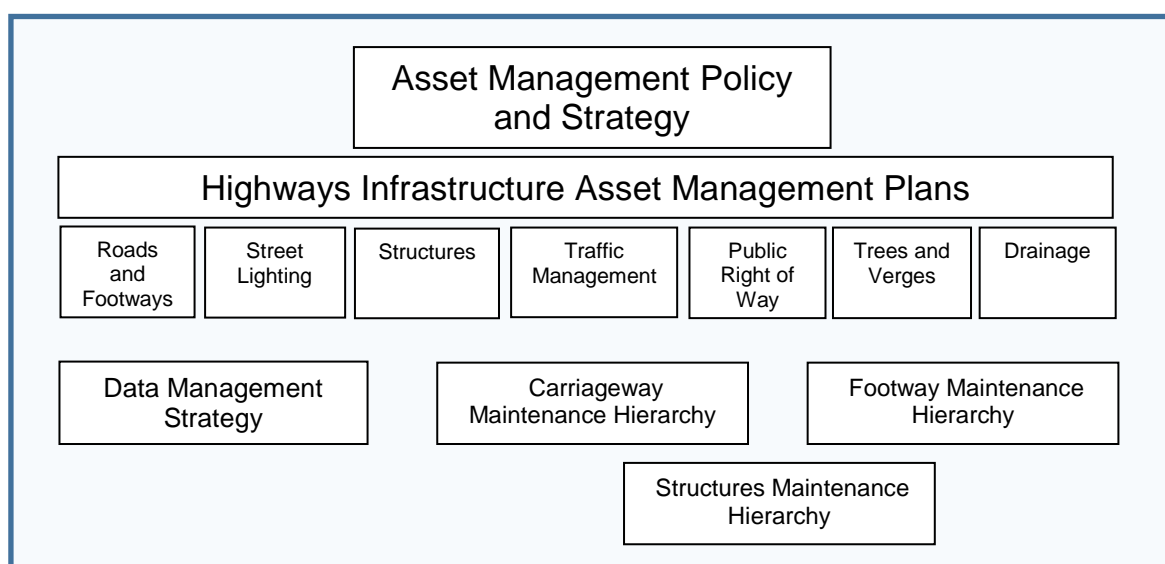 Asset Management Policy
and Strategy
Highways Infrastructure Asset Management Plans
Roads
and
Footways
Street
Lighting
Structures
Traffic
Management
Public
Right of
Way
Trees and
Verges
Drainage
Data Management
Strategy
Carriageway
Maintenance Hierarchy
Footway Maintenance
Hierarchy
Structures Maintenance
Hierarchy